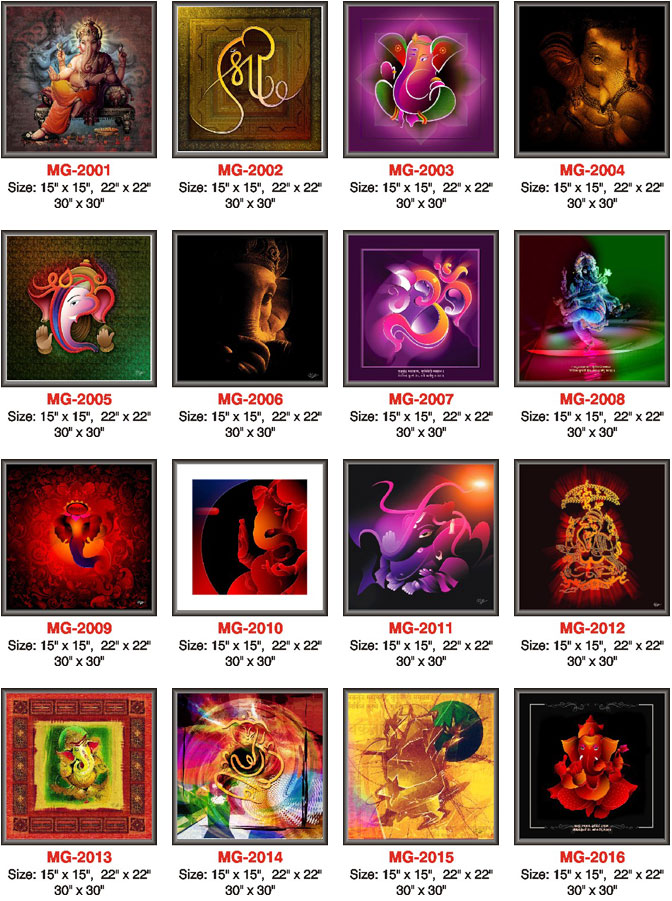 MG-2001
Size: 15" x 15", 22" x 22"
30" x 30"
MG-2002
Size: 15" x 15", 22" x 22"
30" x 30"
MG-2003
Size: 15" x 15", 22" x 22"
30" x 30"
MG-2004
Size: 15" x 15", 22" x 22"
30" x 30"
MG-2005
Size: 15" x 15", 22" x 22"
30" x 30"
MG-2006
Size: 15" x 15", 22" x 22"
30" x 30"
MG-2007
Size: 15" x 15", 22" x 22"
30" x 30"
MG-2008
Size: 15" x 15", 22" x 22"
30" x 30"
MG-2009
Size: 15" x 15", 22" x 22"
30" x 30"
MG-2010
Size: 15" x 15", 22" x 22"
30" x 30"
MG-2011
Size: 15" x 15", 22" x 22"
30" x 30"
MG-2012
Size: 15" x 15", 22" x 22"
30" x 30"
MG-2013
Size: 15" x 15", 22" x 22"
30" x 30"
MG-2014
Size: 15" x 15", 22" x 22"
30" x 30"
MG-2015
Size: 15" x 15", 22" x 22"
30" x 30"
MG-2016
Size: 15" x 15", 22" x 22"
30" x 30"